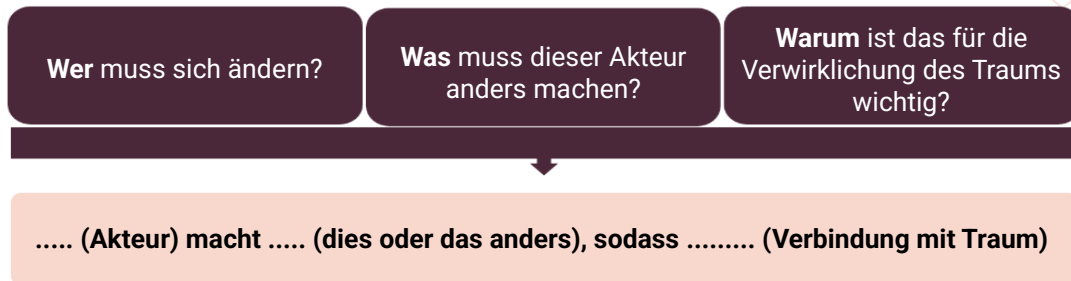 Wer muss sich ändern?
Was muss dieser Akteur
anders machen?
Warum ist das für die
Verwirklichung des Traums
wichtig?
..... (Akteur) macht ..... (dies oder das anders), sodass ......... (Verbindung mit Traum)